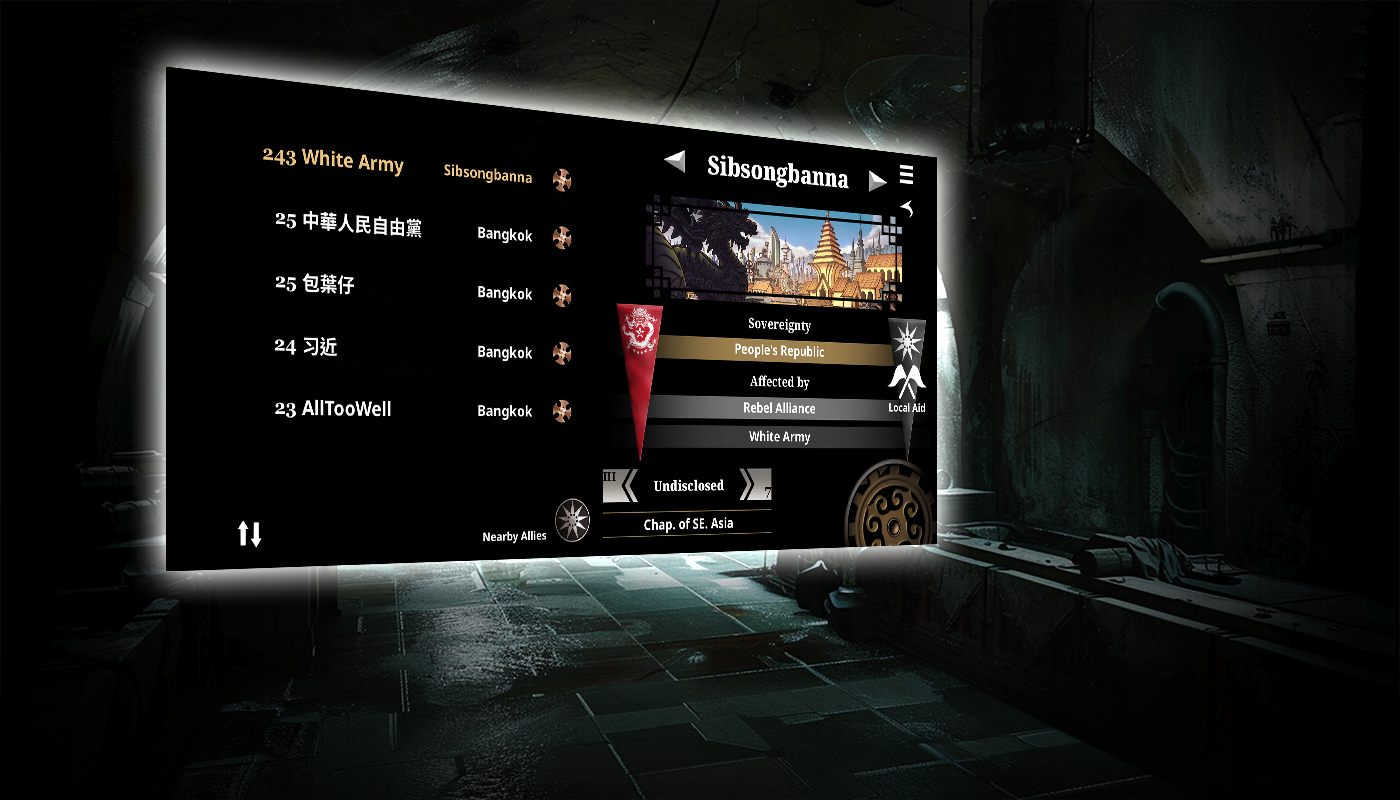 243 White Army Sibsongbanna
25 中華人民自由黨 Bangkok
25 包葉仔 Bangkok
24 习近 Bangkok
23 AllTooWell Bangkok
Nearby Allies
Sibsongbanna
Sovereignty
People's Republic
Affected by
Rebel Alliance
White Army
Local Aid
III Undisclosed 7
Chap. of SE. Asia